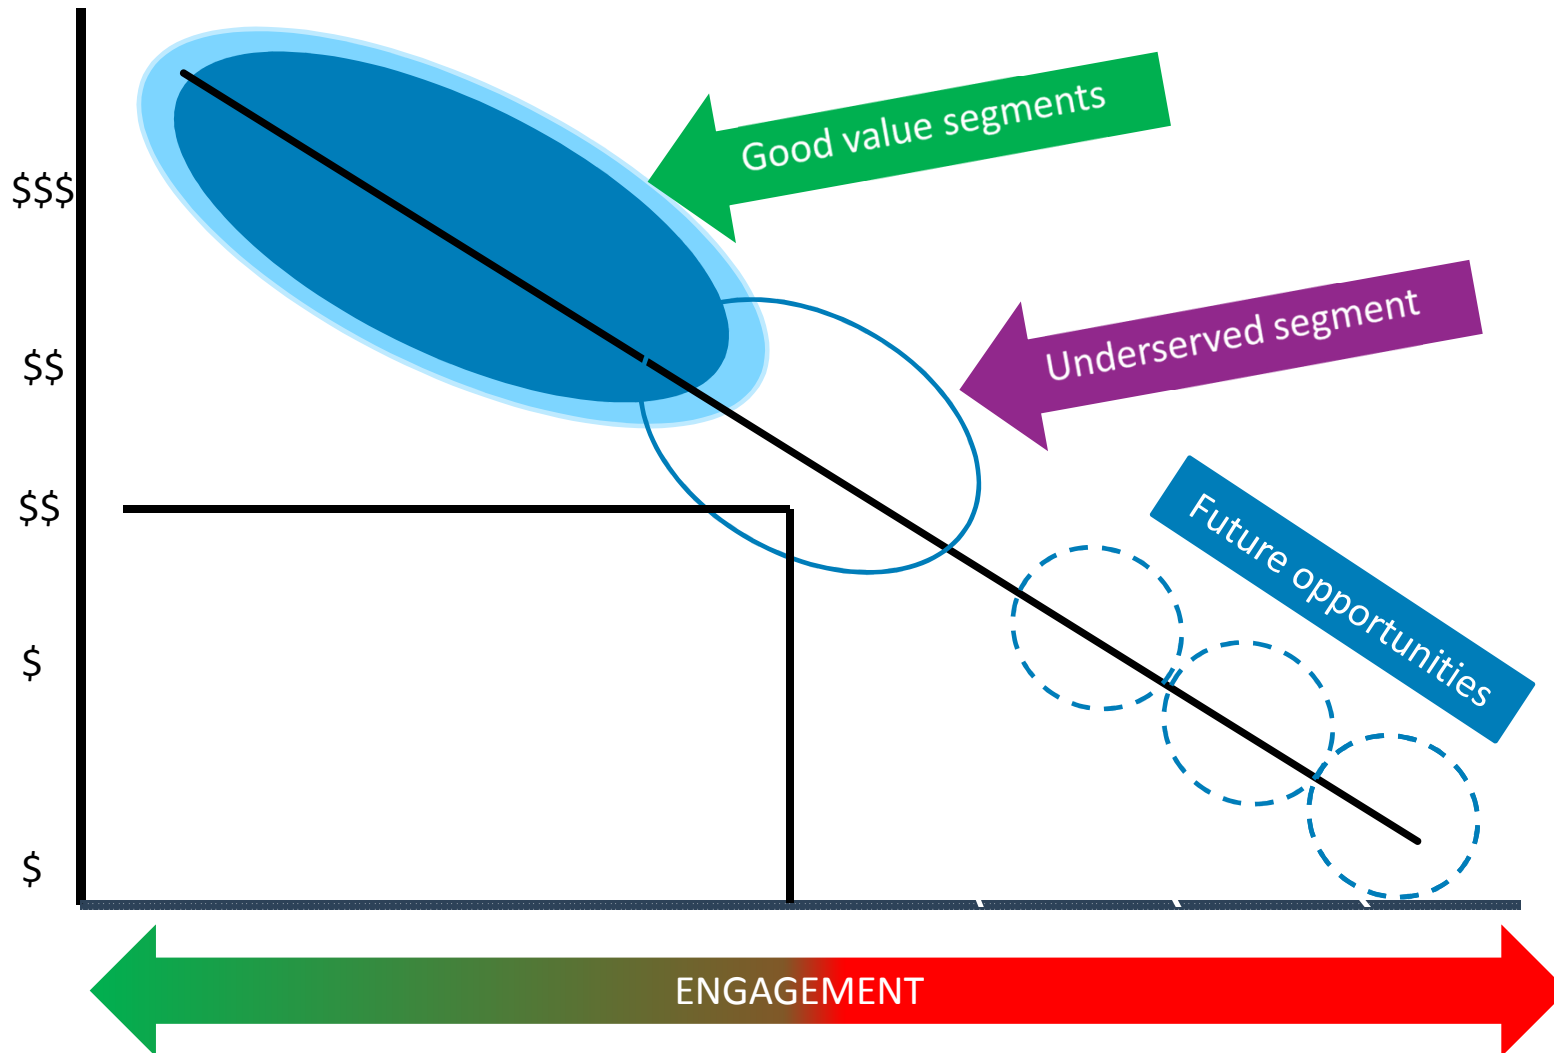 Good value segments
$$$
Underserved segment
$$
$$
Future opportunities
$
$
ENGAGEMENT